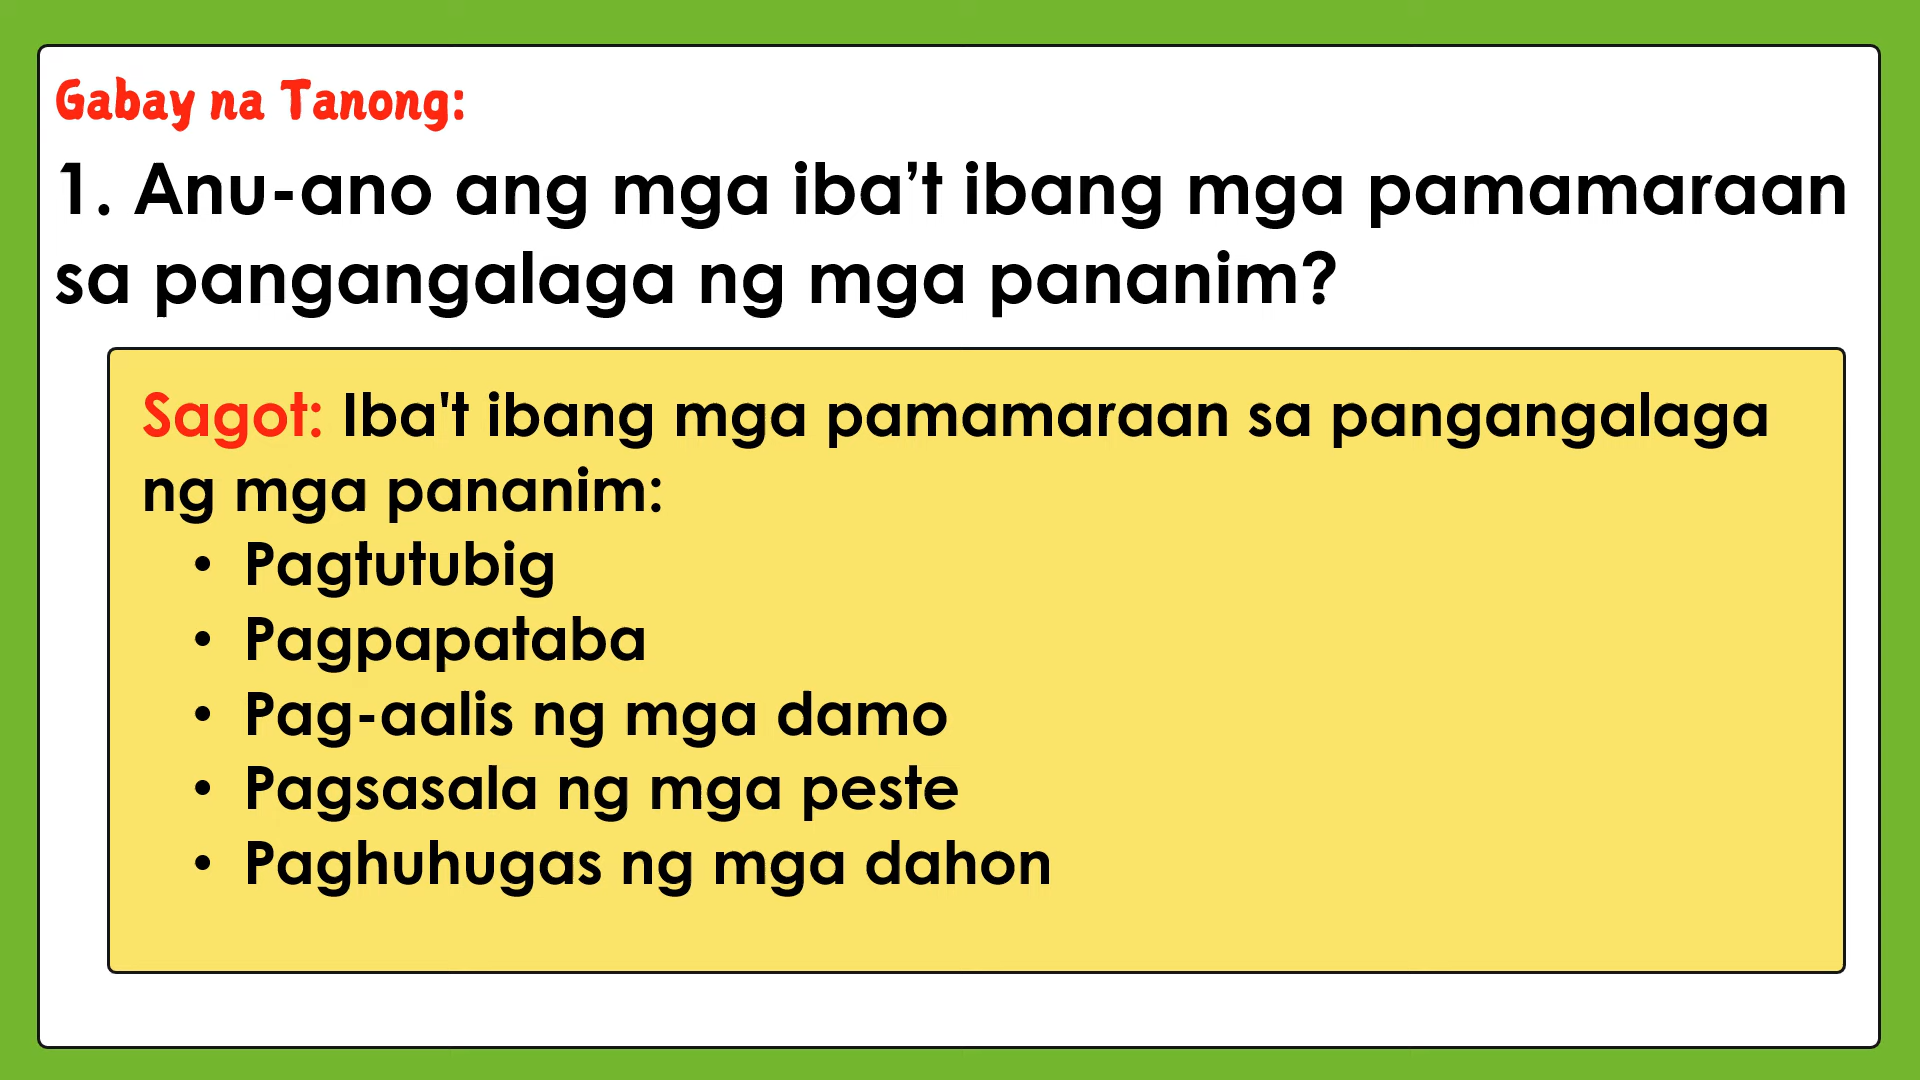 Gabay na Tanong:
1. Anu-ano ang mga iba’t ibang mga pamamaraan
sa pangangalaga ng mga pananim?
Sagot: Iba't ibang mga pamamaraan sa pangangalaga
ng mga pananim:
• Pagtutubig
• Pagpapataba
• Pag-aalis ng mga damo
• Pagsasala ng mga peste
• Paghuhugas ng mga dahon